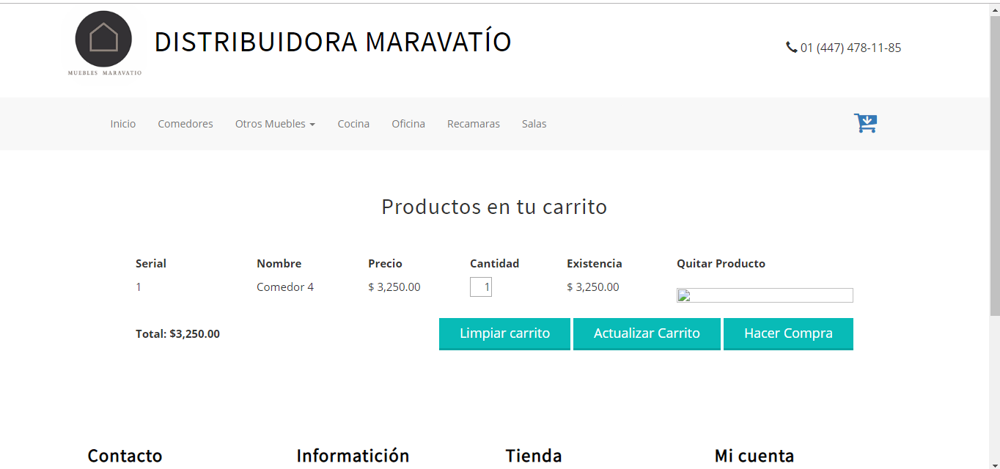 DISTRIBUIDORA MARAVATÍO
MUEBLES MARAVATIO
01 (447) 478-11-85
Inicio Comedores Otros Muebles Cocina Oficina Recamaras Salas
Productos en tu carrito
Serial Nombre Precio Cantidad Existencia Quitar Producto
1 Comedor 4 $ 3,250.00 1 $ 3,250.00
Total: $3,250.00 Limpiar carrito Actualizar Carrito Hacer Compra
Contacto Informatición Tienda Mi cuenta